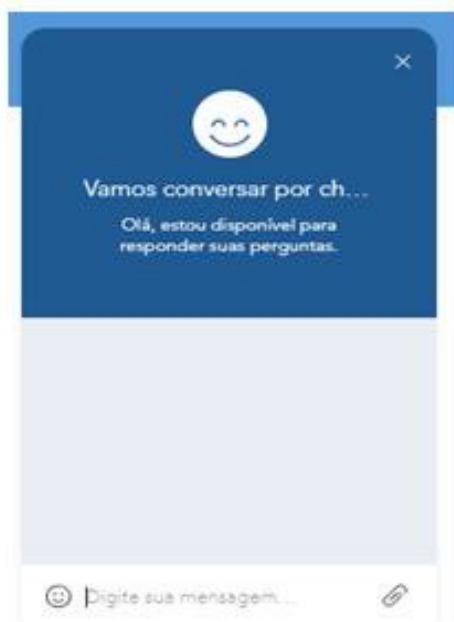 Vamos conversar por ch...
Olá, estou disponível para
responder suas perguntas.
Digite sua mensagem...